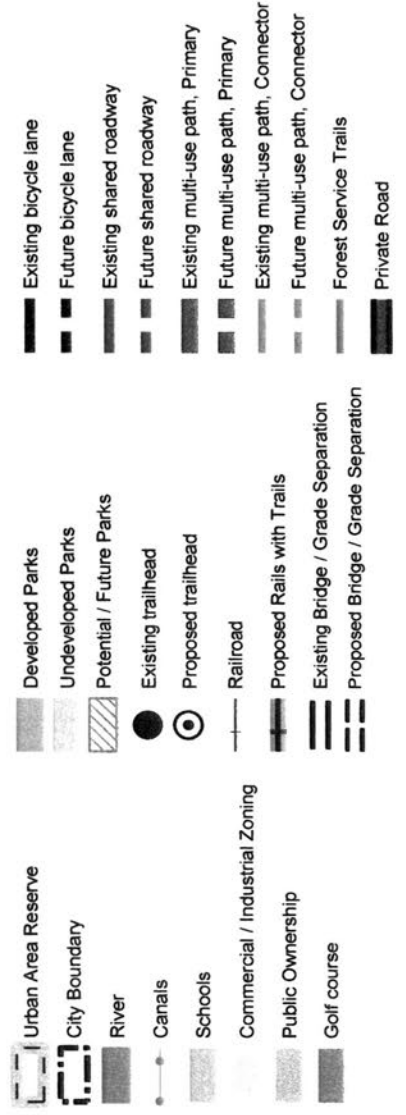 Urban Area Reserve
City Boundary
River
Canals
Schools
Commercial / Industrial Zoning
Public Ownership
Golf course
Developed Parks
Undeveloped Parks
Potential / Future Parks
Existing trailhead
Proposed trailhead
Railroad
Proposed Rails with Trails
Existing Bridge / Grade Separation
Proposed Bridge / Grade Separation
Existing bicycle lane
Future bicycle lane
Existing shared roadway
Future shared roadway
Existing multi-use path, Primary
Future multi-use path, Primary
Existing multi-use path, Connector
Future multi-use path, Connector
Forest Service Trails
Private Road